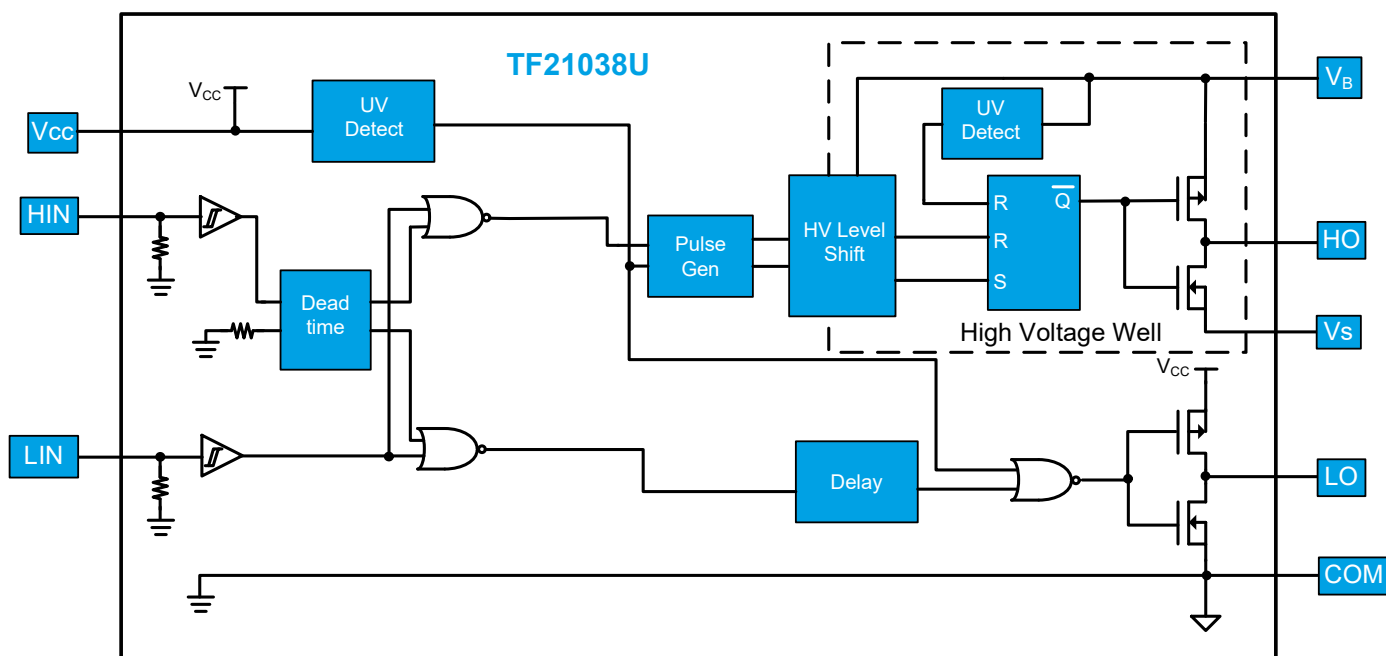 TF21038U
VCC
UV
Detect
VB
Vcc
UV
Detect
HIN
R
Q
Pulse
Gen
HV Level
Shift
R
HO
Dead
time
S
High Voltage Well
Vs
VCC
LIN
Delay
LO
COM